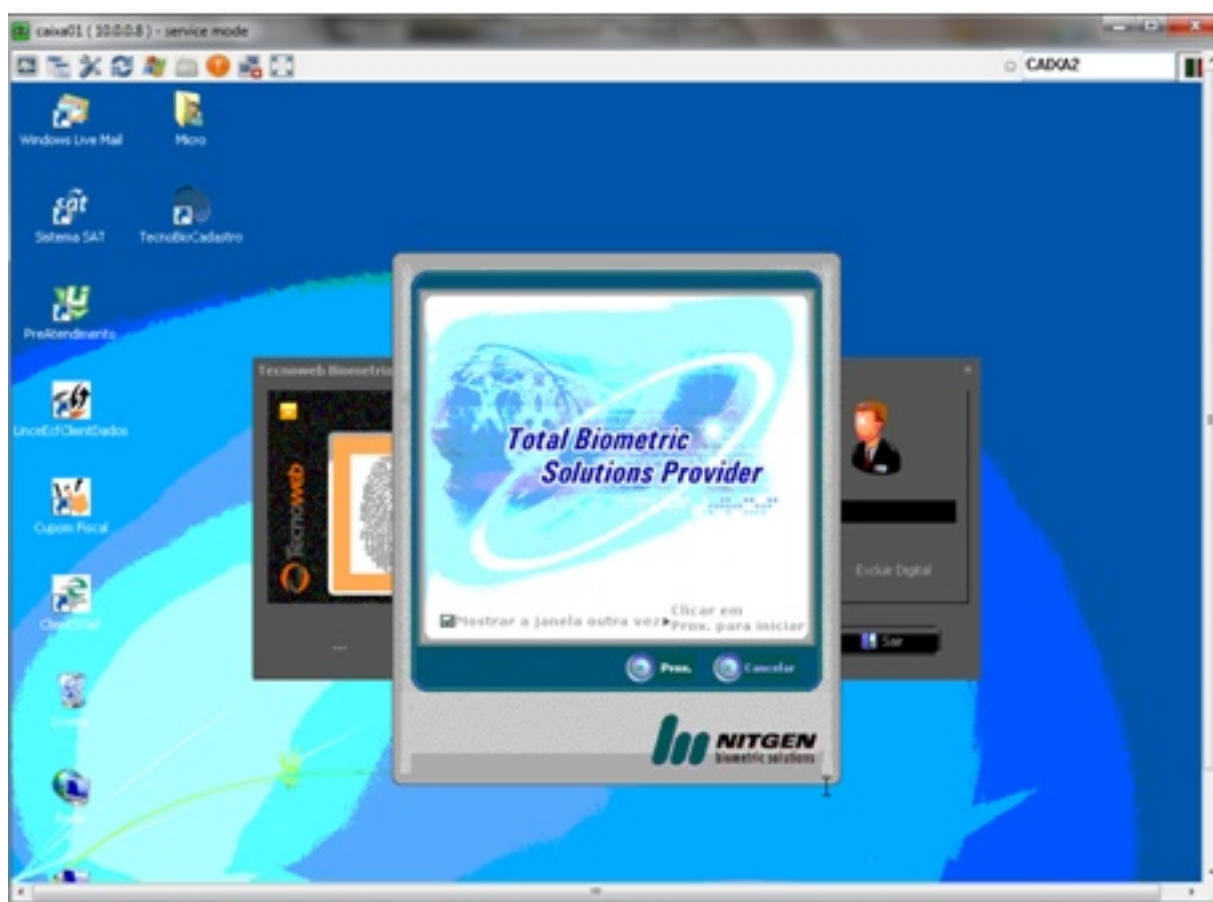 caixa01 ( 10.0.0.8 ) - service mode
CAIXA2
Windows Live Mail
Micro
Sistema SAT
TecnoBioCadastro
PreAtendimento
LinceEcfClientDados
Cupom Fiscal
Tecnoweb Biometria
Tecnoweb
Total Biometric
Solutions Provider
Mostrar a janela outra vez
Clicar em
Prox. para iniciar
Prox.
Cancelar
NITGEN
biometric solutions
Excluir Digital
Sair
...